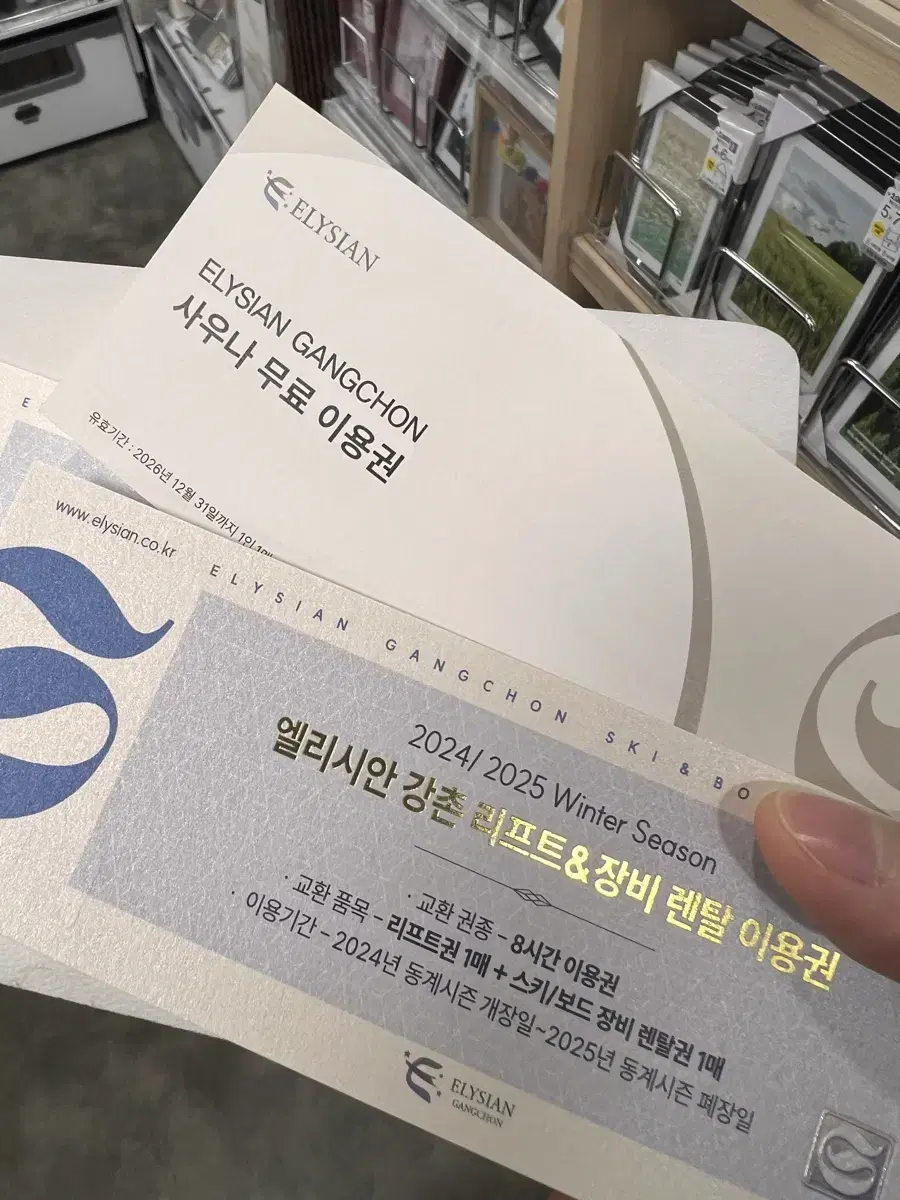 ELYSIAN
ELYSIAN GANGCHON
사우나 무료 이용권
유효기간 : 2026년 12월 31일까지 1인 1매
E
www.elysian.co.kr
ELYSIAN GANGCHON SKI & BO
2024/ 2025 Winter Season
엘리시안 강촌 리프트&장비 렌탈 이용권
· 교환 권종 - 8시간 이용권
· 교환 품목 - 리프트권 1매 + 스키/보드 장비 렌탈권 1매
· 이용기간 - 2024년 동계시즌 개장일~2025년 동계시즌 폐장일
ELYSIAN
GANGCHON